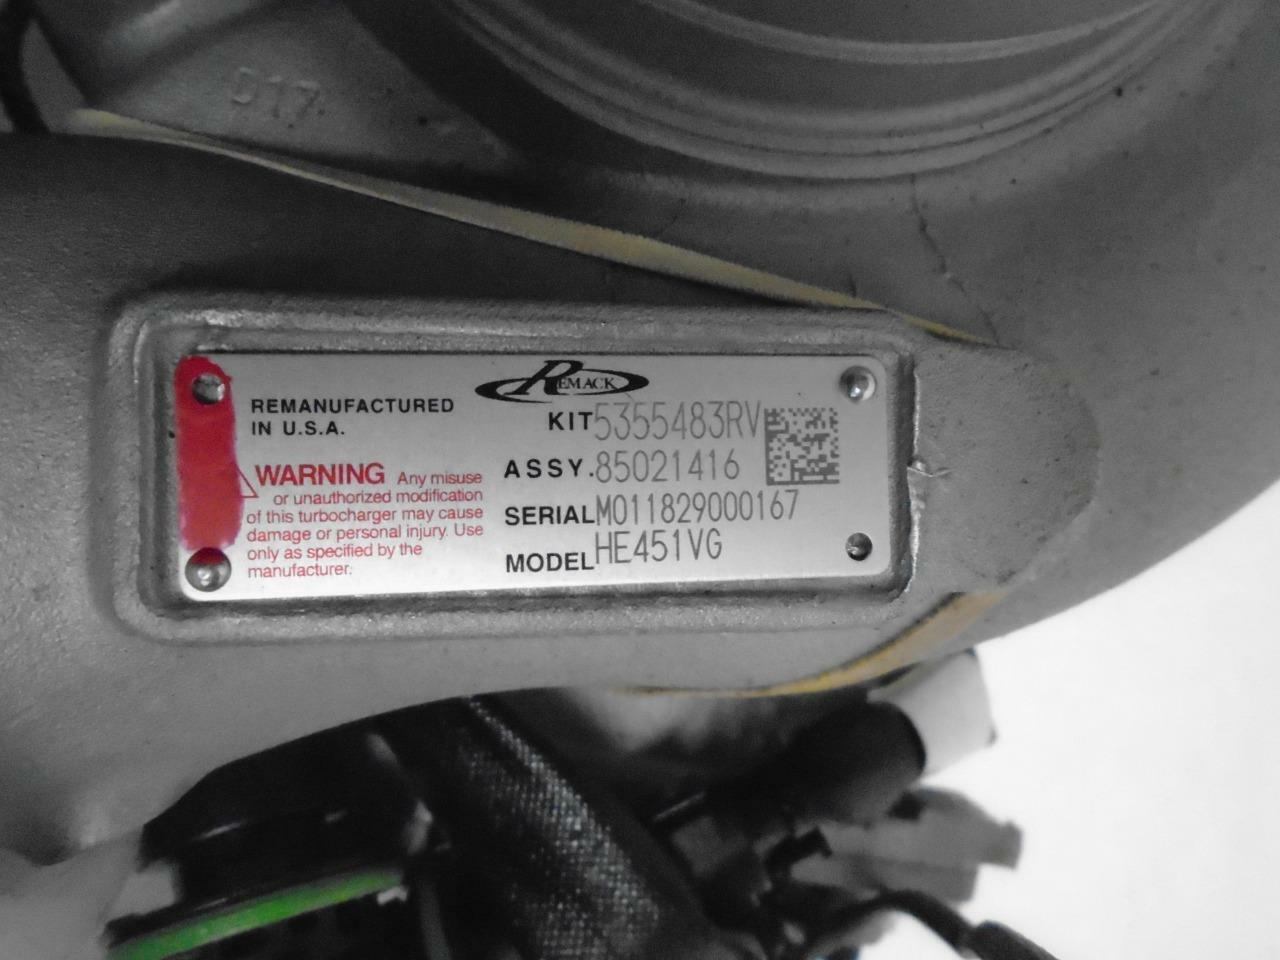 017
REMACK
REMANUFACTURED
IN U.S.A.
WARNING Any misuse
or unauthorized modification
of this turbocharger may cause
damage or personal injury. Use
only as specified by the
manufacturer.
KIT 5355483RV
ASSY. 85021416
SERIAL M011829000167
MODEL HE451VG